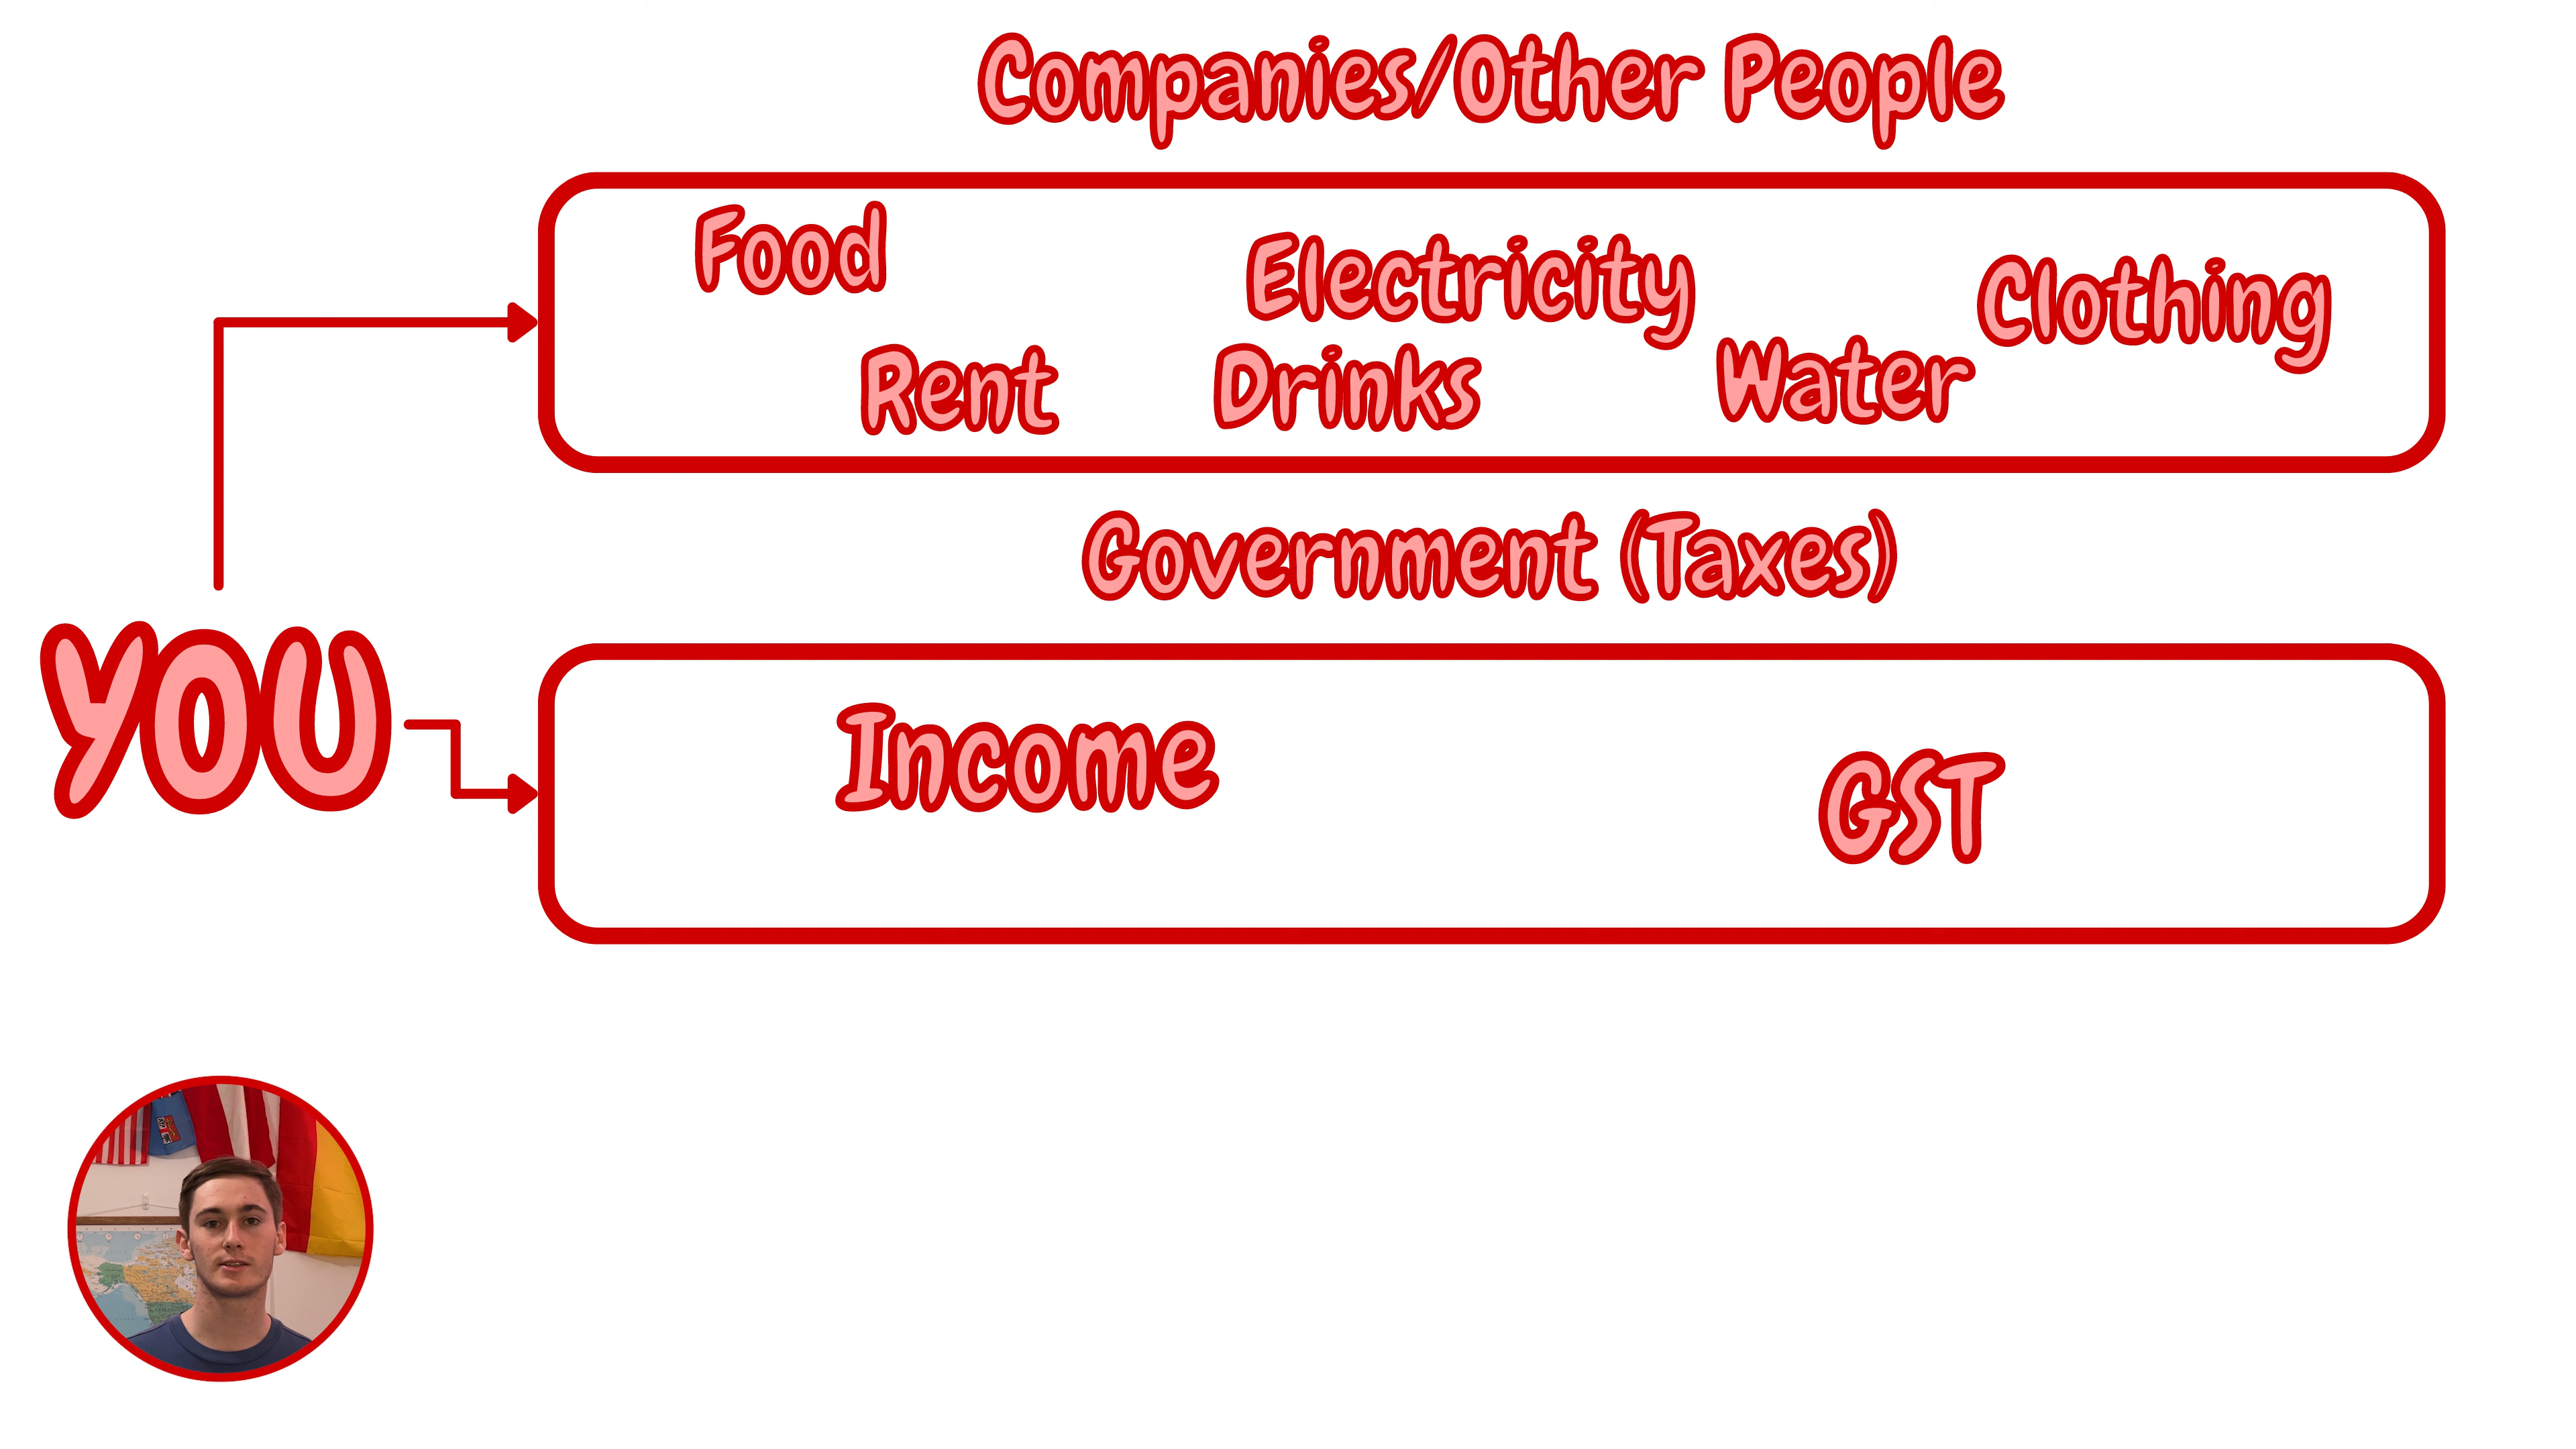 Companies/Other People
Food
Electricity
Clothing
Rent
Drinks
Water
Government (Taxes)
YOU
Income
GST